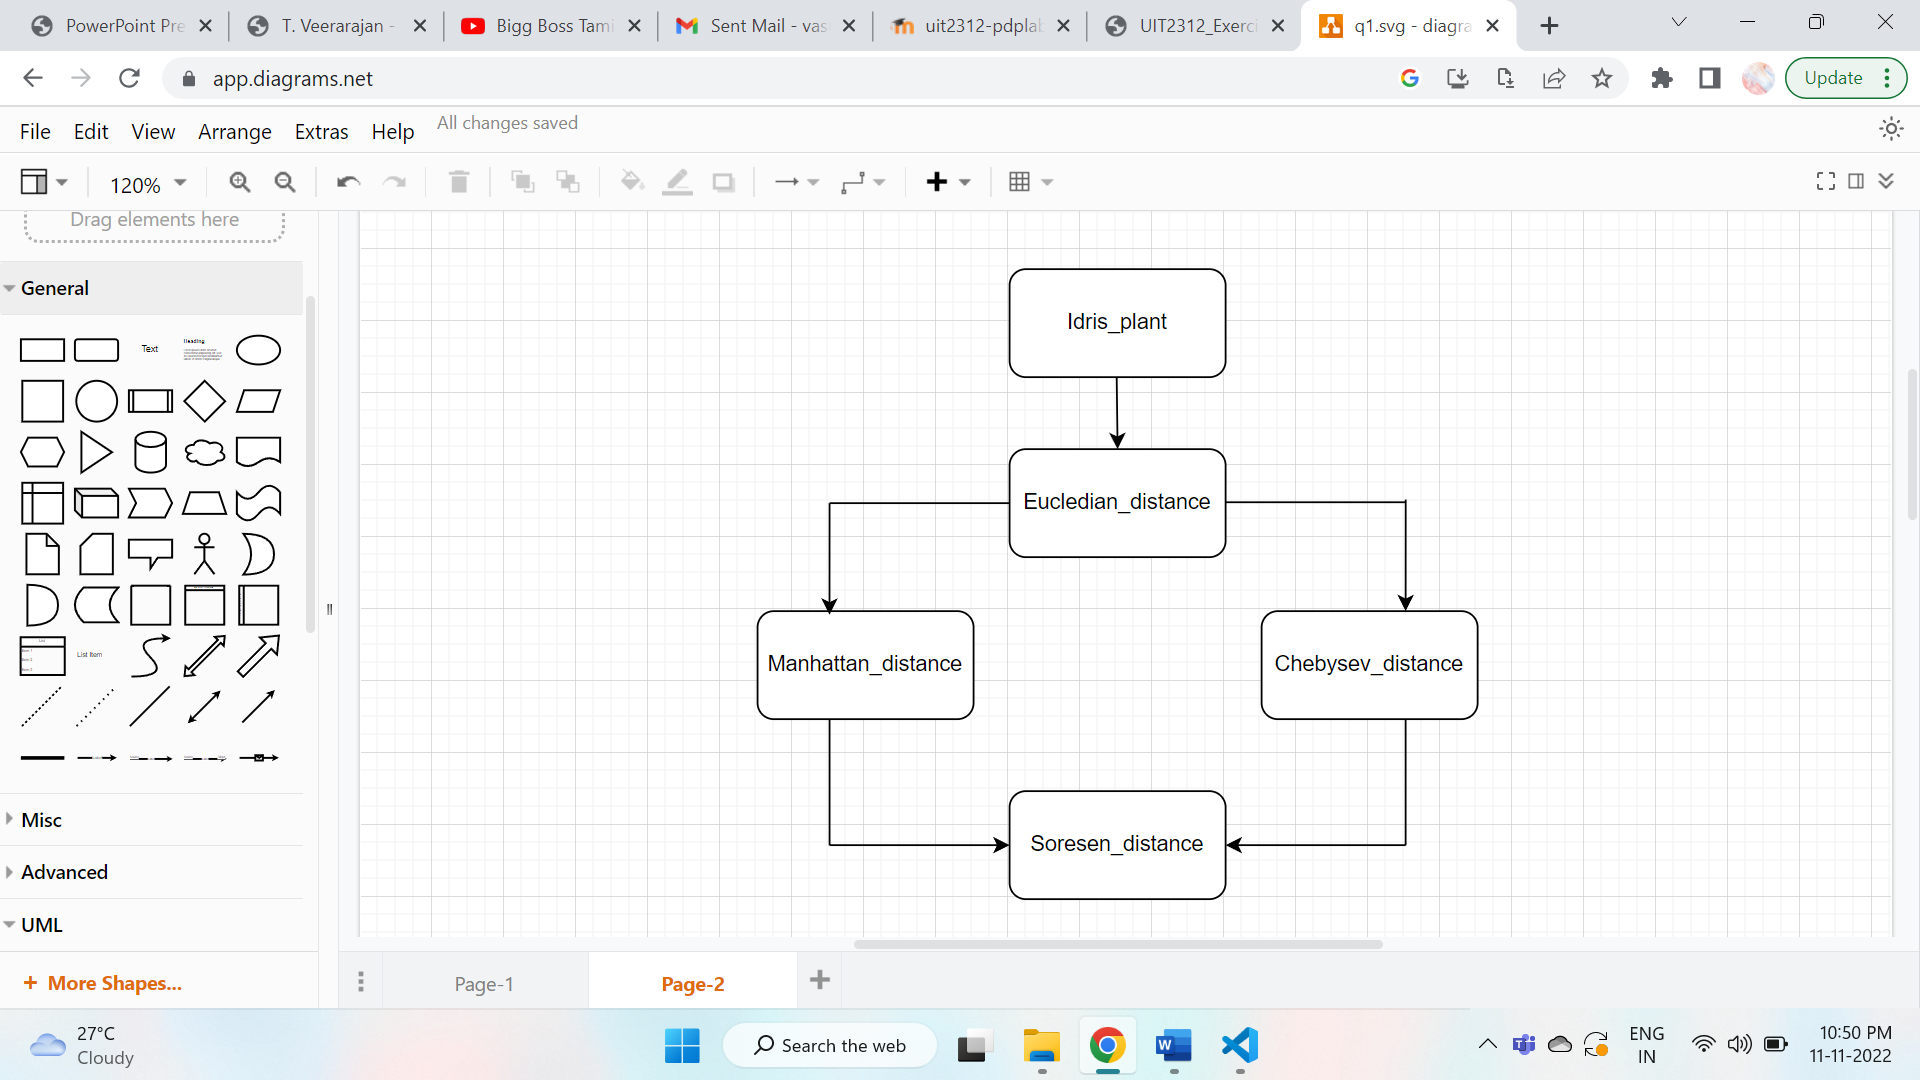 PowerPoint Pre
T. Veerarajan -
Bigg Boss Tami
Sent Mail - vas
uit2312-pdplab
UIT2312_Exerci
q1.svg - diagra
app.diagrams.net
Update
File Edit View Arrange Extras Help All changes saved
120%
Drag elements here
General
Text
Heading
List Item
Misc
Advanced
UML
+ More Shapes...
Idris_plant
Eucledian_distance
Manhattan_distance
Chebysev_distance
Soresen_distance
Page-1
Page-2
27°C
Cloudy
Search the web
ENG
IN
10:50 PM
11-11-2022